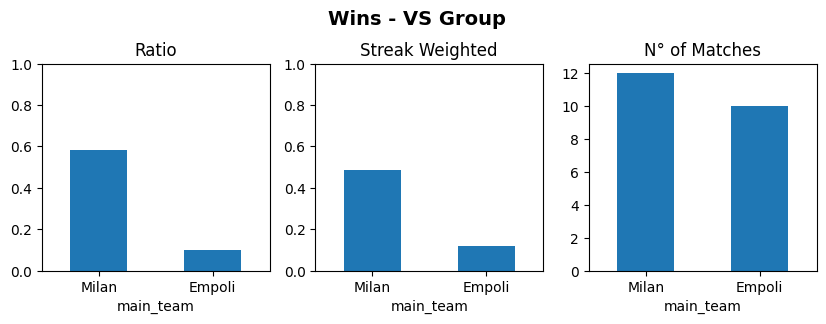 Wins - VS Group
Ratio
1.0
0.8
0.6
0.4
0.2
0.0
Milan Empoli
main_team
Streak Weighted
1.0
0.8
0.6
0.4
0.2
0.0
Milan Empoli
main_team
N° of Matches
12
10
8
6
4
2
0
Milan Empoli
main_team